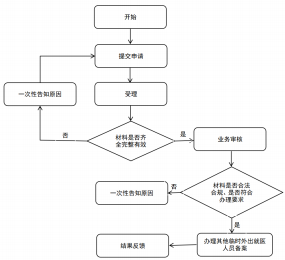 开始
提交申请
一次性告知原因
受理
材料是否齐
全完整有效
否
是
业务审核
材料是否合法
合规，是否符合
办理要求
否
一次性告知原因
是
结果反馈
办理其他临时外出就医
人员备案